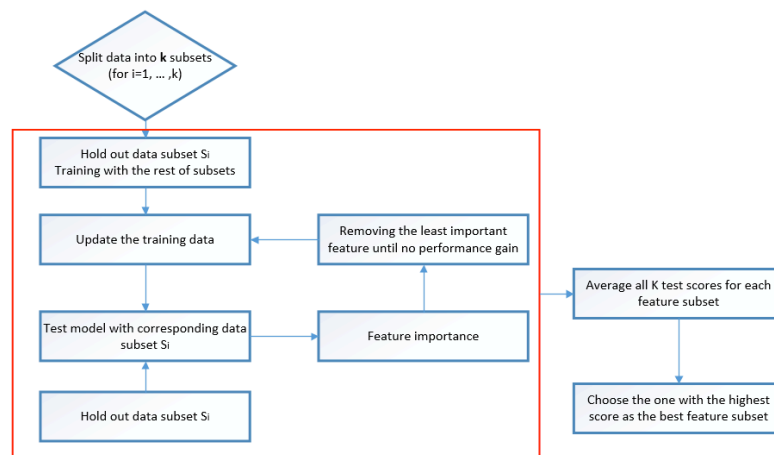 Split data into k subsets
(for i=1, ... ,k)
Hold out data subset Si
Training with the rest of subsets
Update the training data
Removing the least important
feature until no performance gain
Test model with corresponding data
subset Si
Feature importance
Hold out data subset Si
Average all K test scores for each
feature subset
Choose the one with the highest
score as the best feature subset